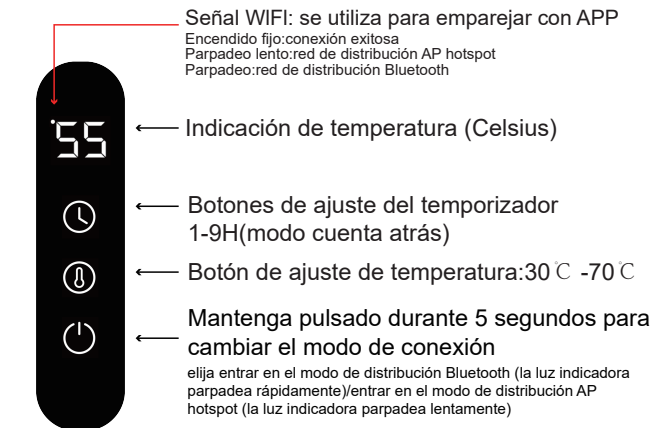 Señal WIFI: se utiliza para emparejar con APP
Encendido fijo:conexión exitosa
Parpadeo lento:red de distribución AP hotspot
Parpadeo:red de distribución Bluetooth
55
Indicación de temperatura (Celsius)
Botones de ajuste del temporizador
1-9H(modo cuenta atrás)
Botón de ajuste de temperatura:30℃ -70℃
Mantenga pulsado durante 5 segundos para
cambiar el modo de conexión
elija entrar en el modo de distribución Bluetooth (la luz indicadora
parpadea rápidamente)/entrar en el modo de distribución AP
hotspot (la luz indicadora parpadea lentamente)